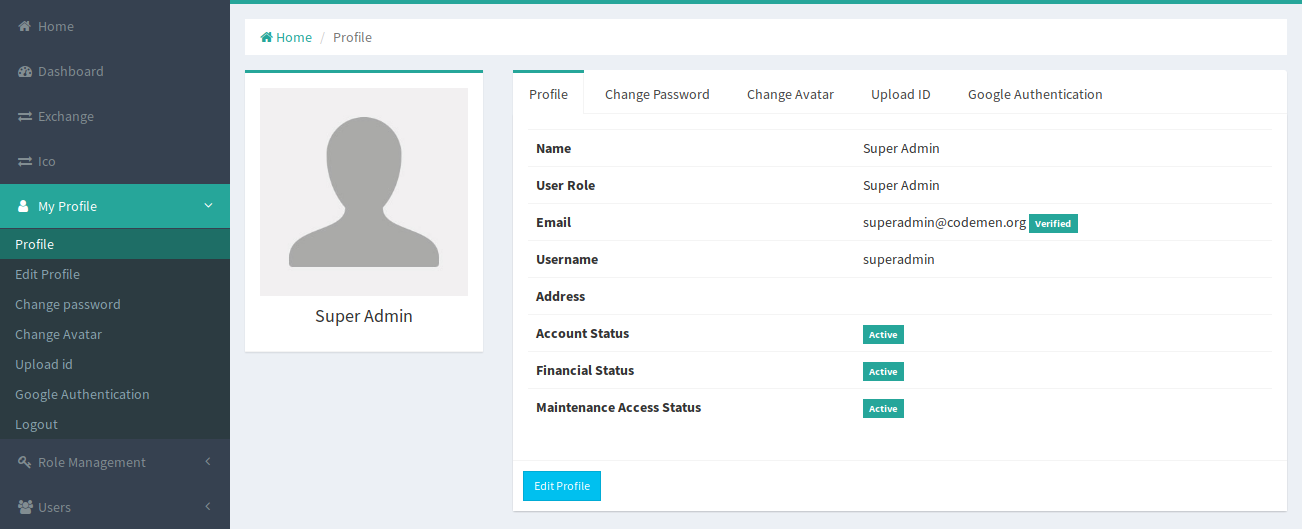 Home
Dashboard
Exchange
Ico
My Profile
Profile
Edit Profile
Change password
Change Avatar
Upload id
Google Authentication
Logout
Role Management
Users
Home / Profile
Super Admin
Profile Change Password Change Avatar Upload ID Google Authentication
Name Super Admin
User Role Super Admin
Email superadmin@codemen.org Verified
Username superadmin
Address
Account Status Active
Financial Status Active
Maintenance Access Status Active
Edit Profile